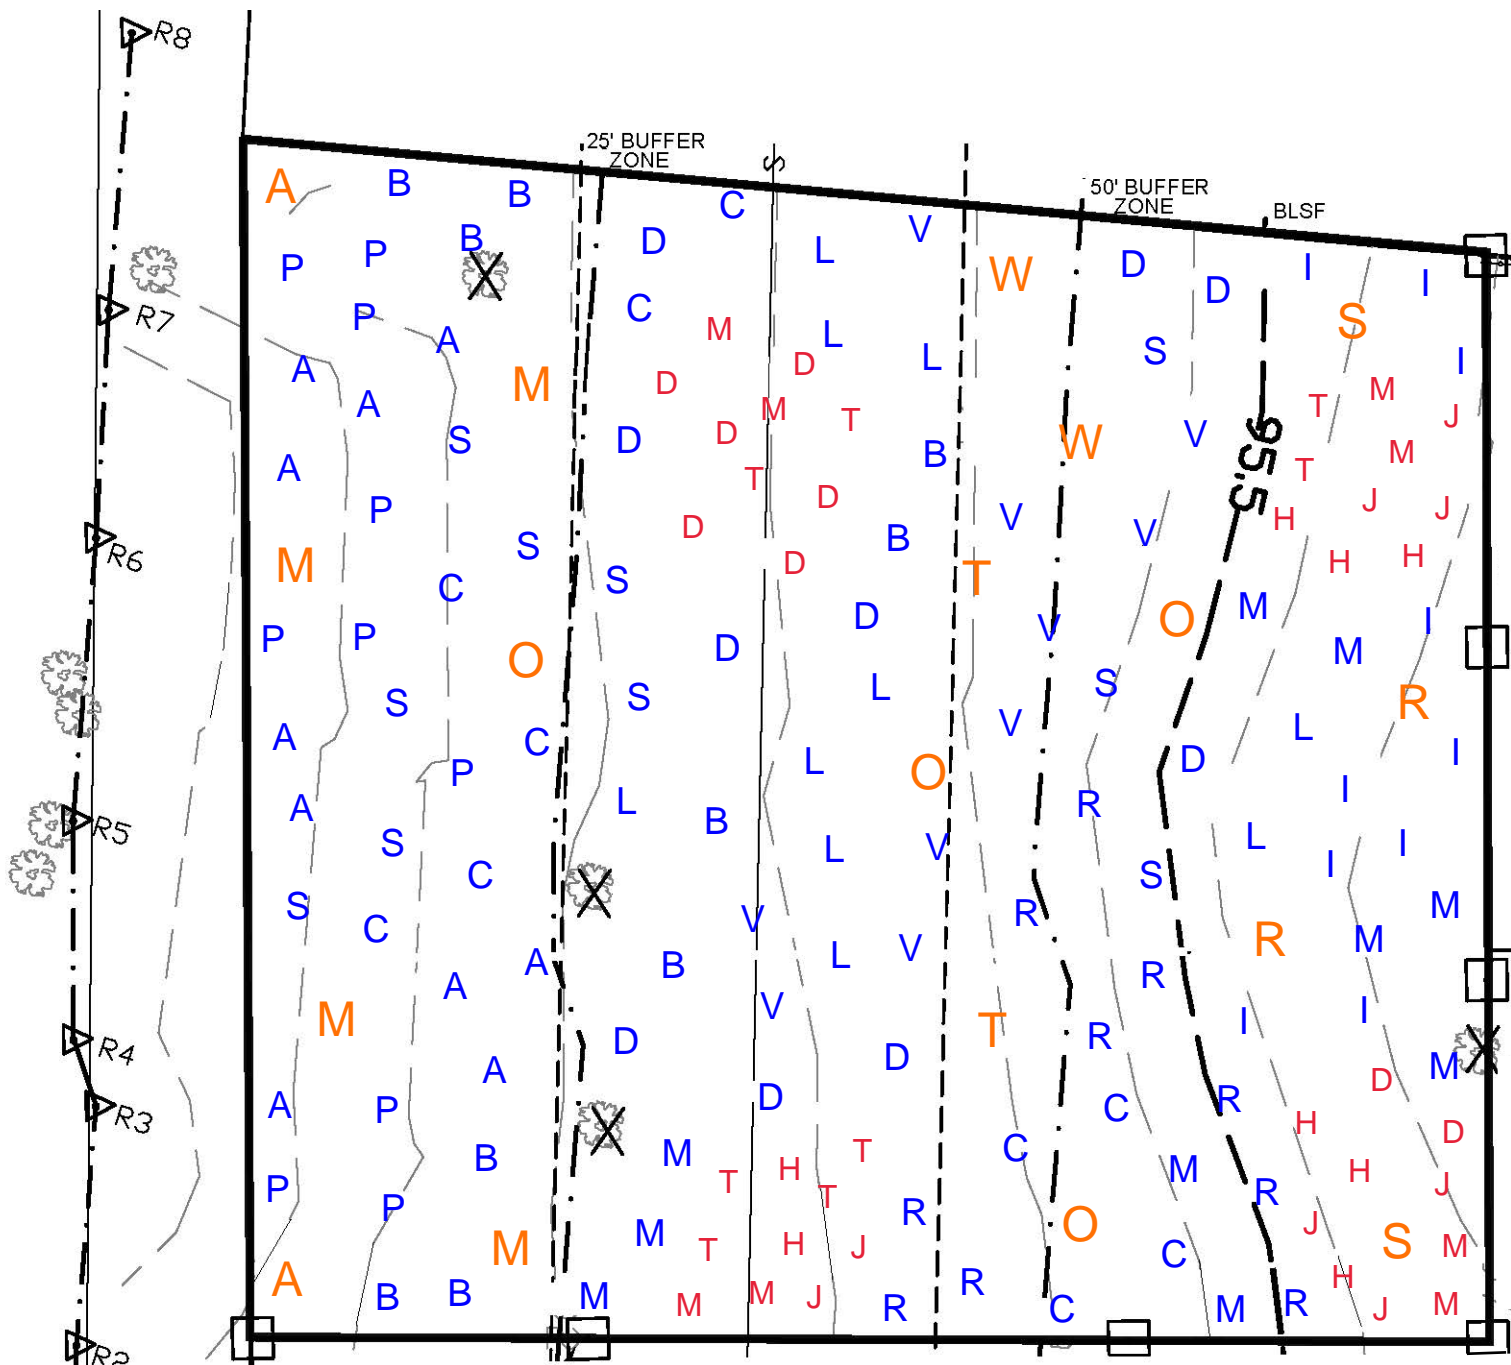 R8
25' BUFFER
ZONE
S
50' BUFFER
ZONE
BLSF
A B B C V
B D L W D D I I
P P
R7 P C M L S
A D L S I
A A M D M T M J
S D D T B W V T M
A T D J J
P D V H
M S D B V H H
R6 C S T
P P O D D V O M I
S S L S M
A C V L R
P L O D I
A L B R I
R5 S L V L I I
C S
S C V R R M M
A B L V R I
A V I
M D T R M
R4 A D D D
A P C R H D
R3 B M H T C M H J
P P T T R R
M H J R O C J S M
M T
A B B M M M J R R C M R H J M
R2
95.5